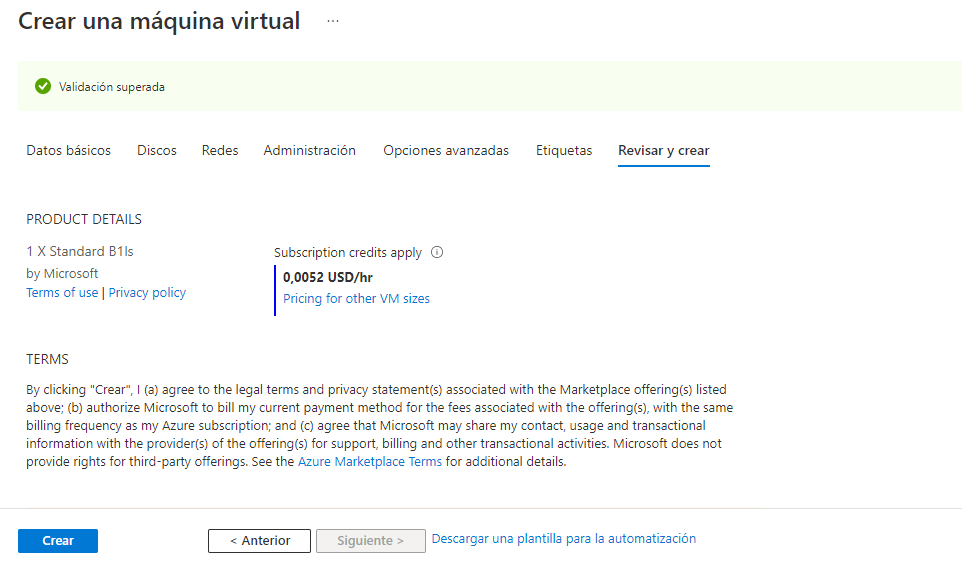 Crear una máquina virtual ...
Validación superada
Datos básicos Discos Redes Administración Opciones avanzadas Etiquetas Revisar y crear
PRODUCT DETAILS
1 X Standard B1ls
by Microsoft
Terms of use | Privacy policy
Subscription credits apply
0,0052 USD/hr
Pricing for other VM sizes
TERMS
By clicking "Crear", I (a) agree to the legal terms and privacy statement(s) associated with the Marketplace offering(s) listed
above; (b) authorize Microsoft to bill my current payment method for the fees associated with the offering(s), with the same
billing frequency as my Azure subscription; and (c) agree that Microsoft may share my contact, usage and transactional
information with the provider(s) of the offering(s) for support, billing and other transactional activities. Microsoft does not
provide rights for third-party offerings. See the Azure Marketplace Terms for additional details.
Crear < Anterior Siguiente > Descargar una plantilla para la automatización